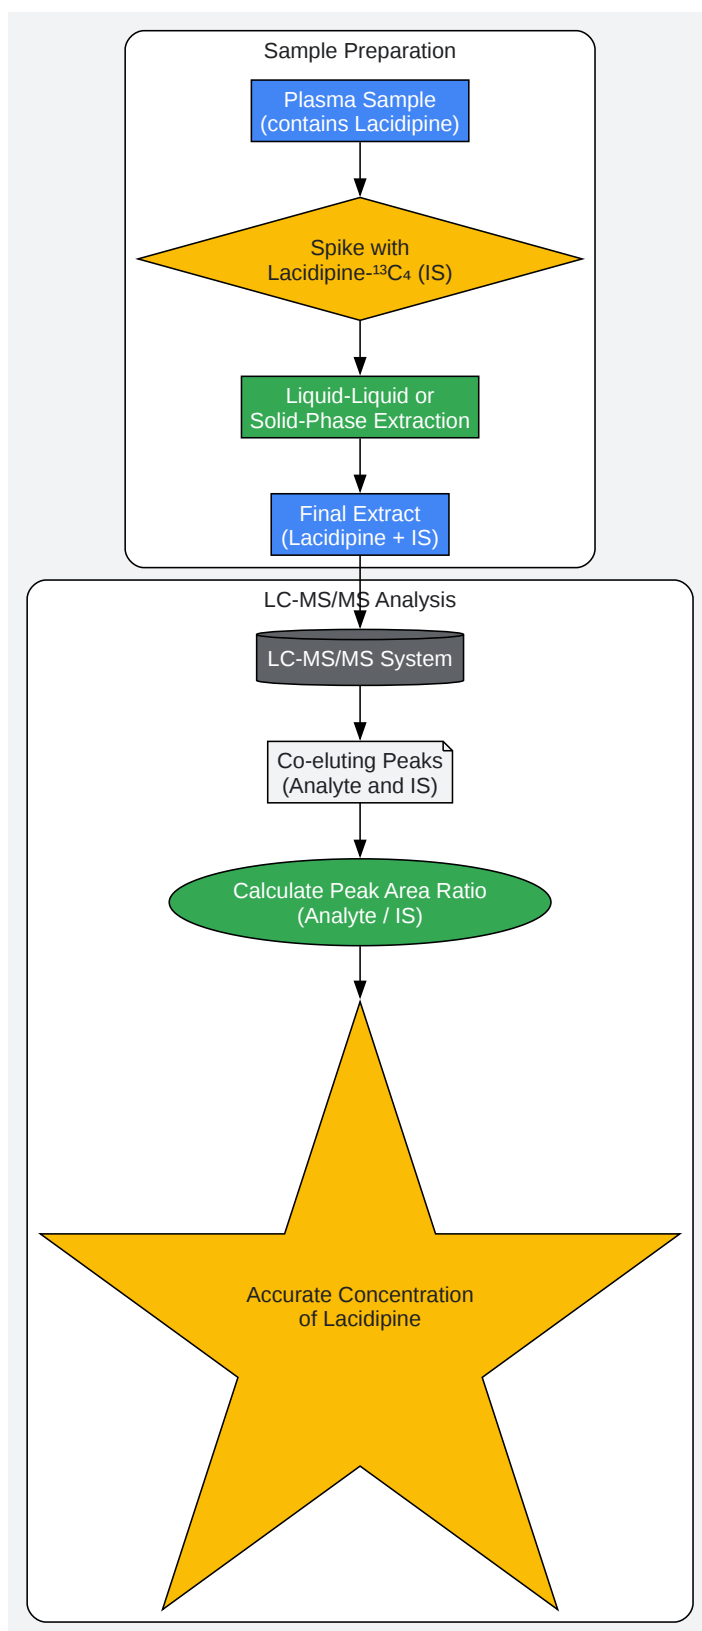 Sample Preparation
Plasma Sample
(contains Lacidipine)
Spike with
Lacidipine-¹³C₄ (IS)
Liquid-Liquid or
Solid-Phase Extraction
Final Extract
(Lacidipine + IS)
LC-MS/MS Analysis
LC-MS/MS System
Co-eluting Peaks
(Analyte and IS)
Calculate Peak Area Ratio
(Analyte / IS)
Accurate Concentration
of Lacidipine